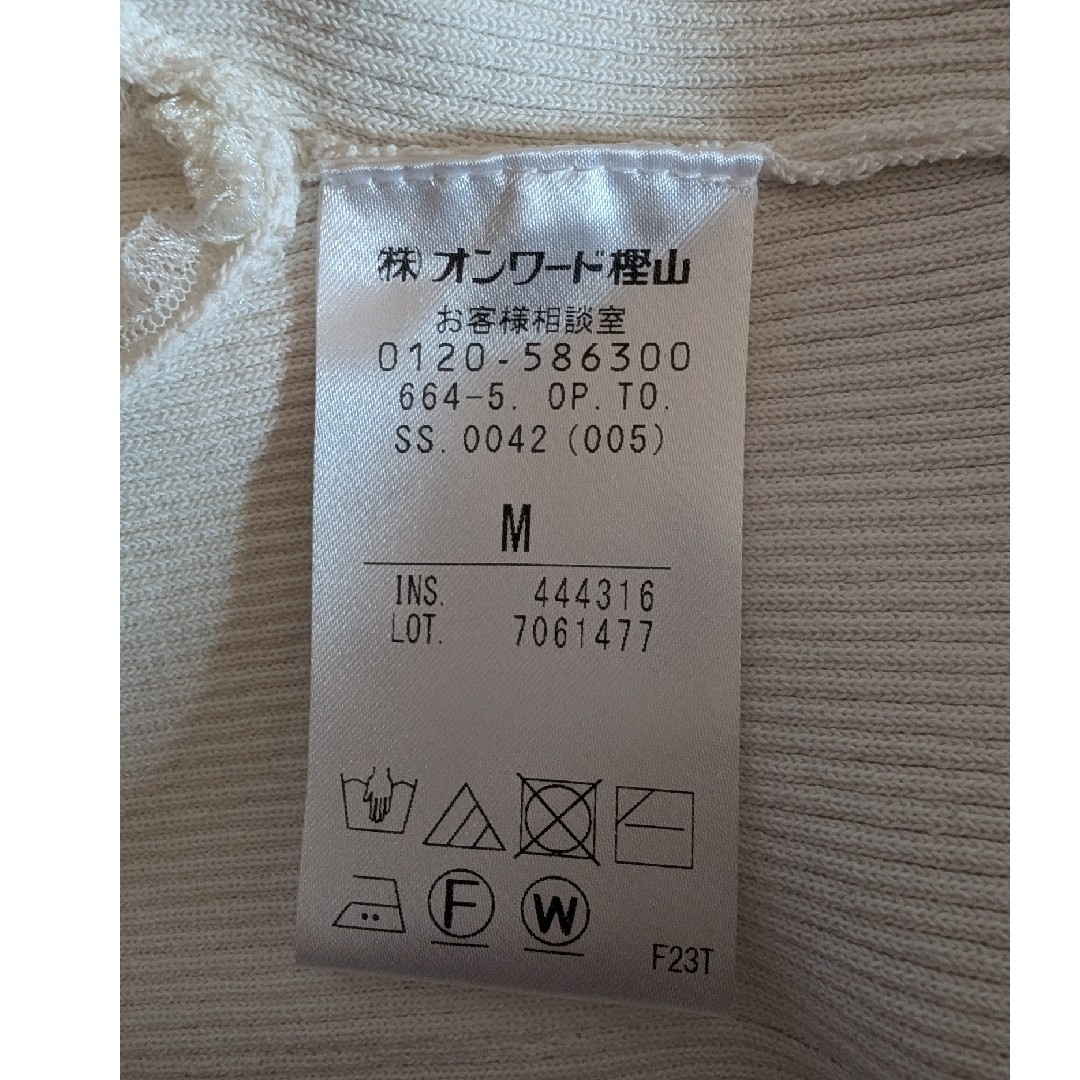 ㈱オンワード樫山
お客様相談室
0120-586300
664-5. OP. TO.
SS. 0042 (005)
M
INS. 444316
LOT. 7061477
F W
F23T